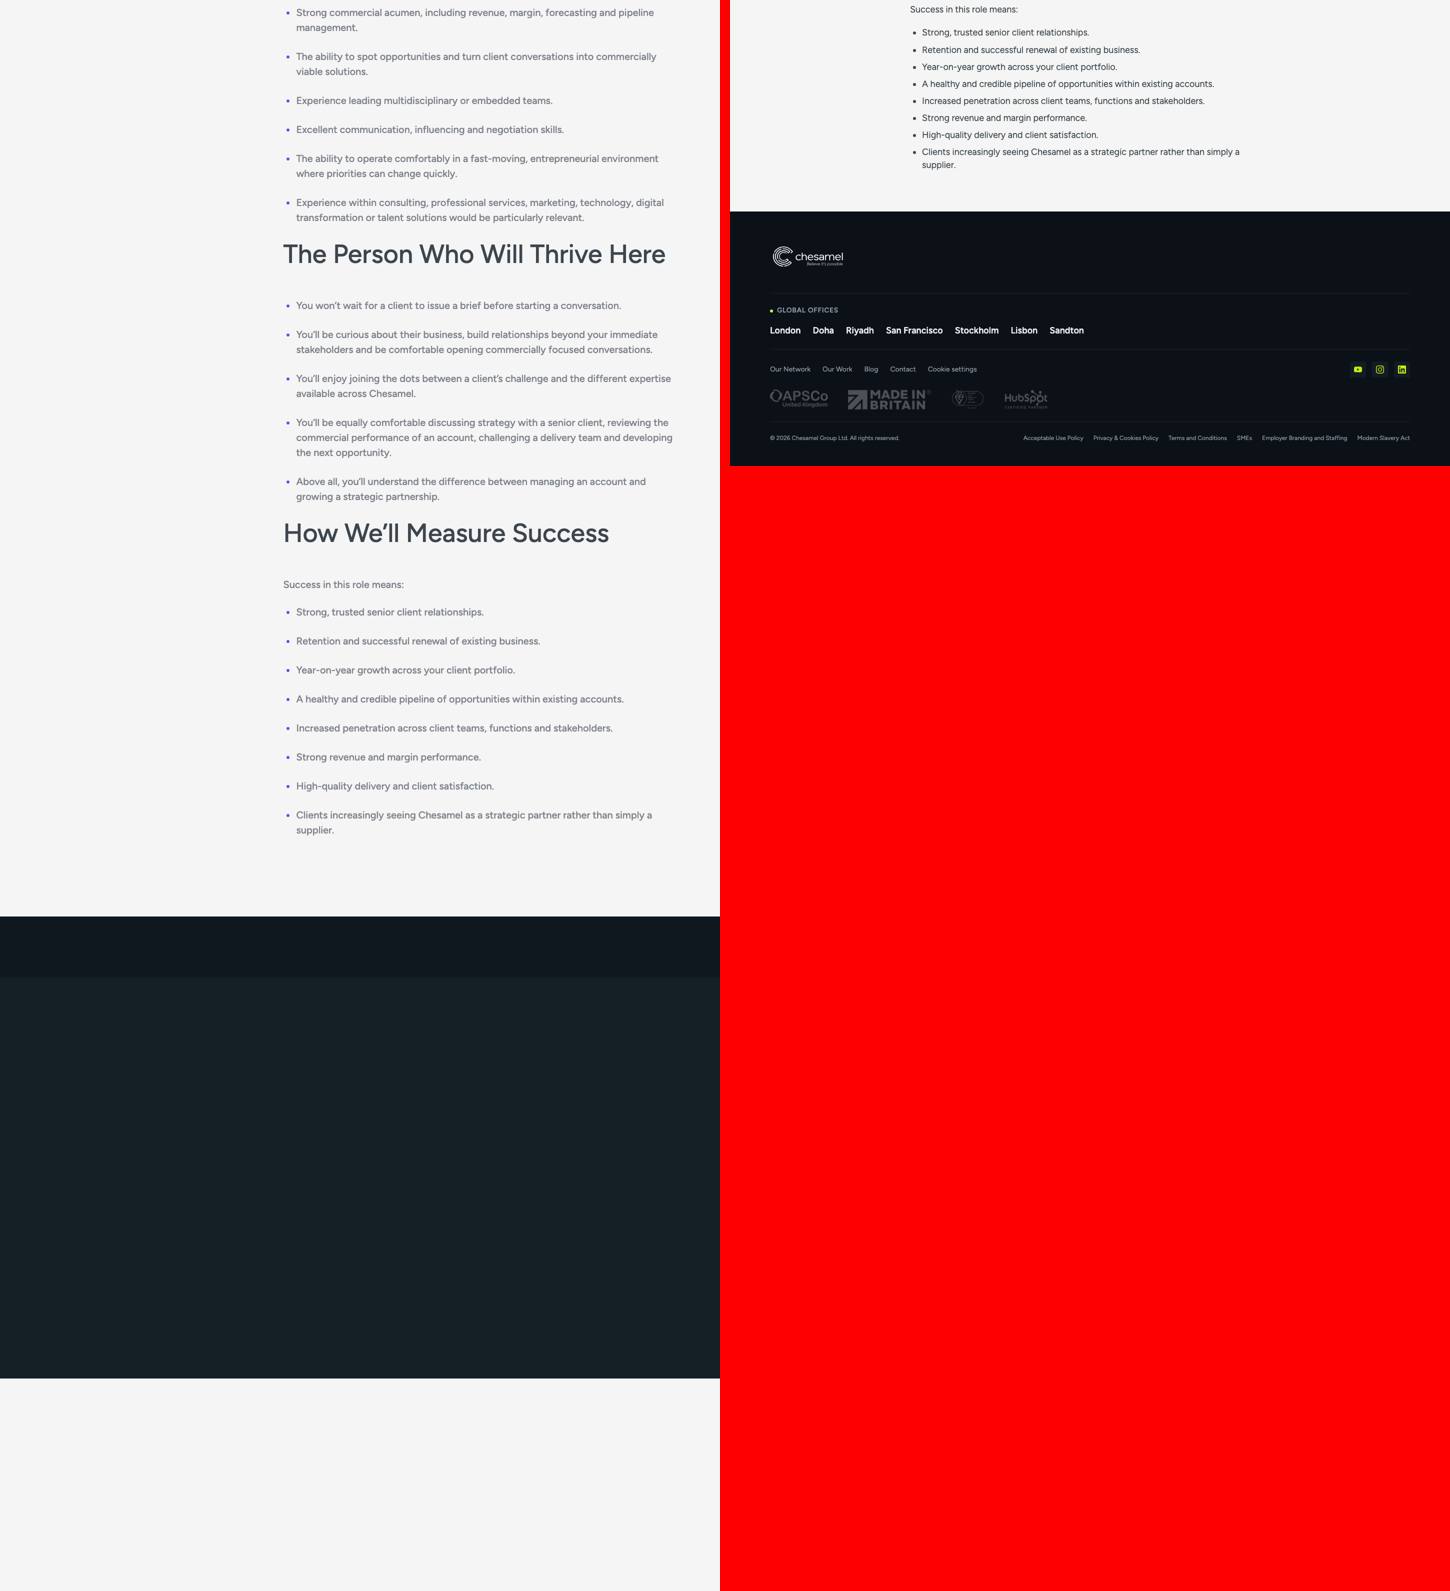 Strong commercial acumen, including revenue, margin, forecasting and pipeline
management.
The ability to spot opportunities and turn client conversations into commercially
viable solutions.
Experience leading multidisciplinary or embedded teams.
Excellent communication, influencing and negotiation skills.
The ability to operate comfortably in a fast-moving, entrepreneurial environment
where priorities can change quickly.
Experience within consulting, professional services, marketing, technology, digital
transformation or talent solutions would be particularly relevant.
The Person Who Will Thrive Here
You won’t wait for a client to issue a brief before starting a conversation.
You’ll be curious about their business, build relationships beyond your immediate
stakeholders and be comfortable opening commercially focused conversations.
You’ll enjoy joining the dots between a client’s challenge and the different expertise
available across Chesamel.
You’ll be equally comfortable discussing strategy with a senior client, reviewing the
commercial performance of an account, challenging a delivery team and developing
the next opportunity.
Above all, you’ll understand the difference between managing an account and
growing a strategic partnership.
How We’ll Measure Success
Success in this role means:
Strong, trusted senior client relationships.
Retention and successful renewal of existing business.
Year-on-year growth across your client portfolio.
A healthy and credible pipeline of opportunities within existing accounts.
Increased penetration across client teams, functions and stakeholders.
Strong revenue and margin performance.
High-quality delivery and client satisfaction.
Clients increasingly seeing Chesamel as a strategic partner rather than simply a
supplier.
Success in this role means:
Strong, trusted senior client relationships.
Retention and successful renewal of existing business.
Year-on-year growth across your client portfolio.
A healthy and credible pipeline of opportunities within existing accounts.
Increased penetration across client teams, functions and stakeholders.
Strong revenue and margin performance.
High-quality delivery and client satisfaction.
Clients increasingly seeing Chesamel as a strategic partner rather than simply a
supplier.
chesamel
Believe it's possible
GLOBAL OFFICES
London Doha Riyadh San Francisco Stockholm Lisbon Sandton
Our Network Our Work Blog Contact Cookie settings
APSCo
United Kingdom
MADE IN
BRITAIN
HubSpot
CERTIFIED PARTNER
© 2026 Chesamel Group Ltd. All rights reserved.
Acceptable Use Policy Privacy & Cookies Policy Terms and Conditions SMEs Employer Branding and Staffing Modern Slavery Act